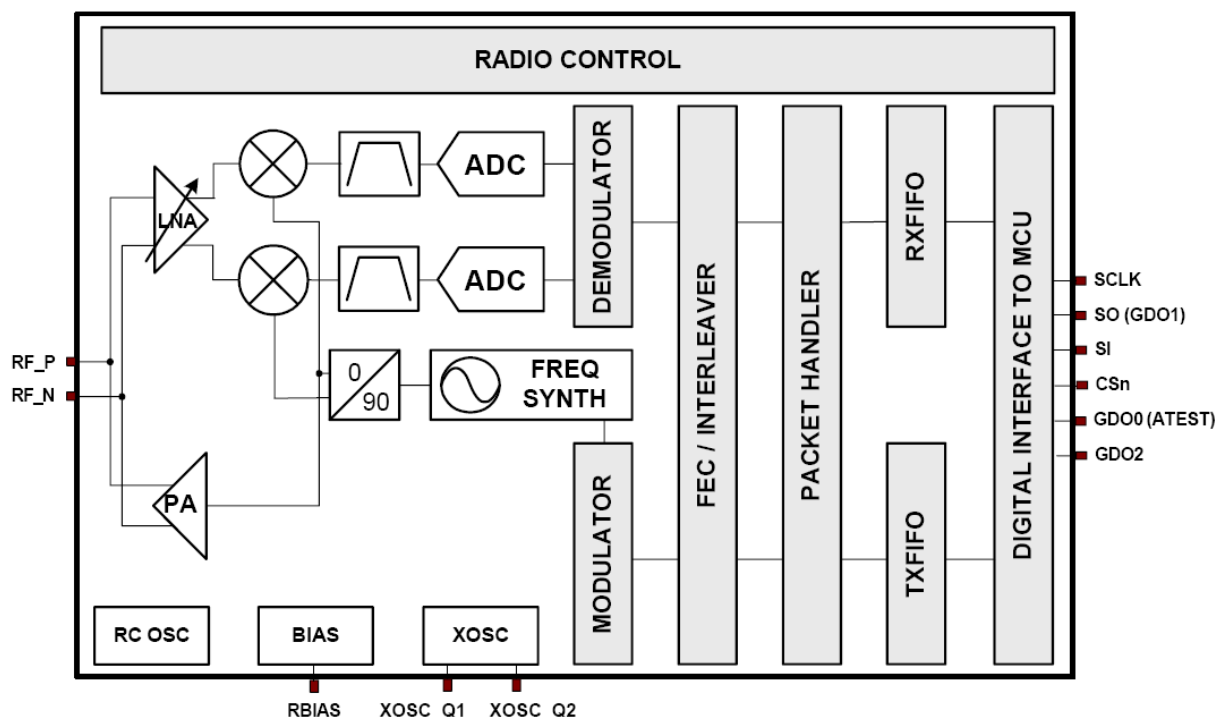 RADIO CONTROL
LNA
ADC
ADC
DEMODULATOR
FEC / INTERLEAVER
PACKET HANDLER
RXFIFO
DIGITAL INTERFACE TO MCU
SCLK
SO (GDO1)
SI
CSn
GDO0 (ATEST)
GDO2
RF_P
RF_N
0
90
FREQ
SYNTH
PA
MODULATOR
TXFIFO
RC OSC
BIAS
XOSC
RBIAS
XOSC_Q1
XOSC_Q2